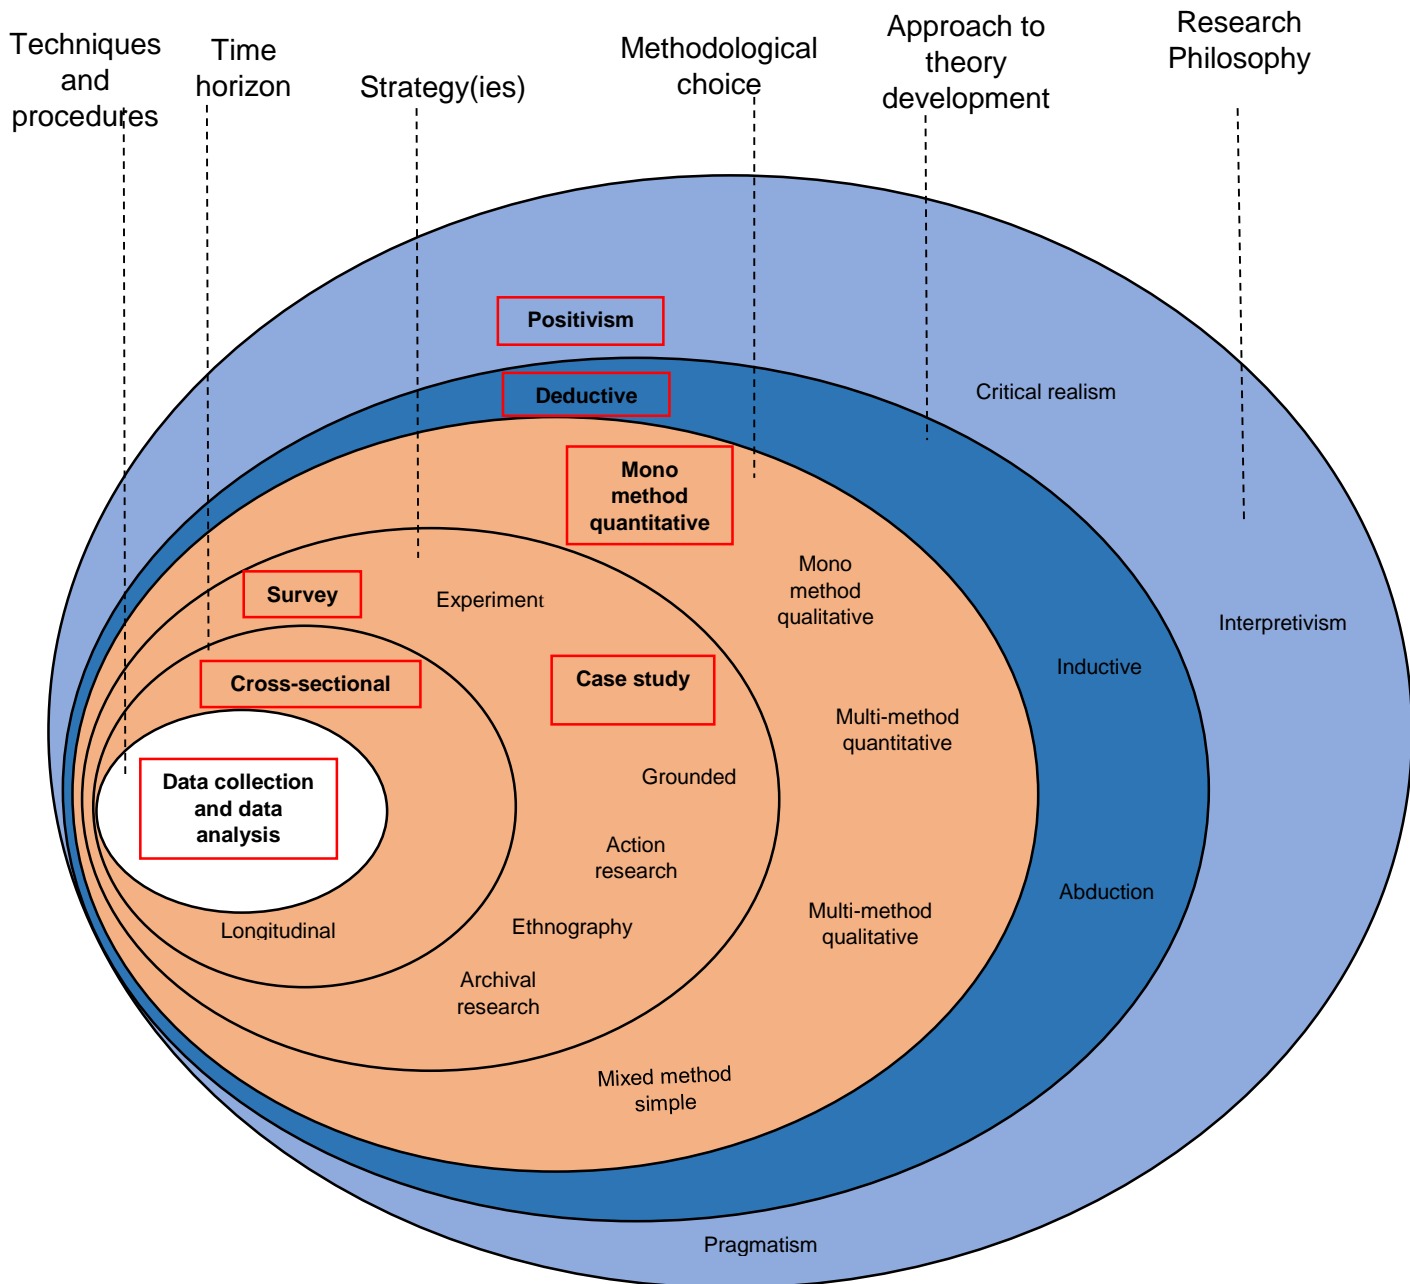 Techniques
and
procedures
Time
horizon
Strategy(ies)
Methodological
choice
Approach to
theory
development
Research
Philosophy
Positivism
Critical realism
Deductive
Mono
method
quantitative
Mono
method
qualitative
Interpretivism
Survey
Experiment
Inductive
Cross-sectional
Case study
Multi-method
quantitative
Data collection
and data
analysis
Grounded
Action
research
Abduction
Multi-method
qualitative
Longitudinal
Ethnography
Archival
research
Mixed method
simple
Pragmatism